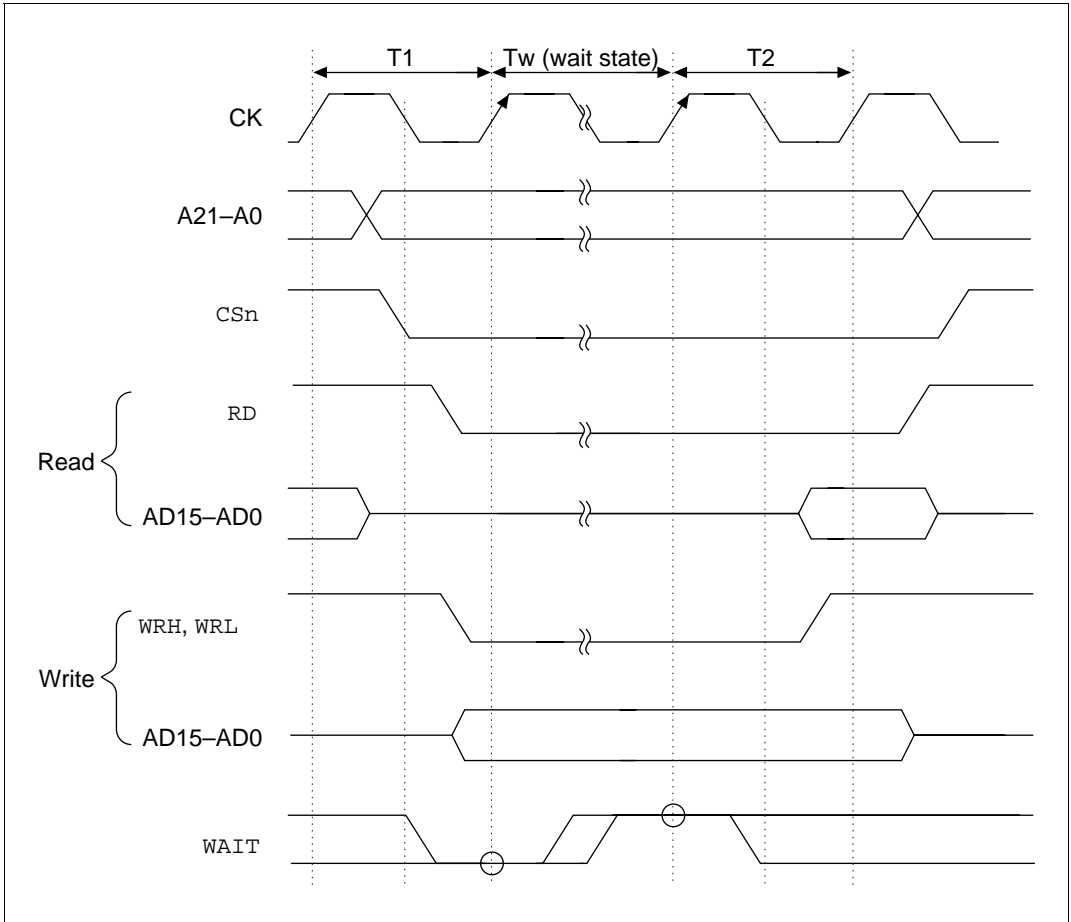 T1 Tw (wait state) T2
CK
A21–A0
CSn
RD
Read
AD15–AD0
WRH, WRL
Write
AD15–AD0
WAIT